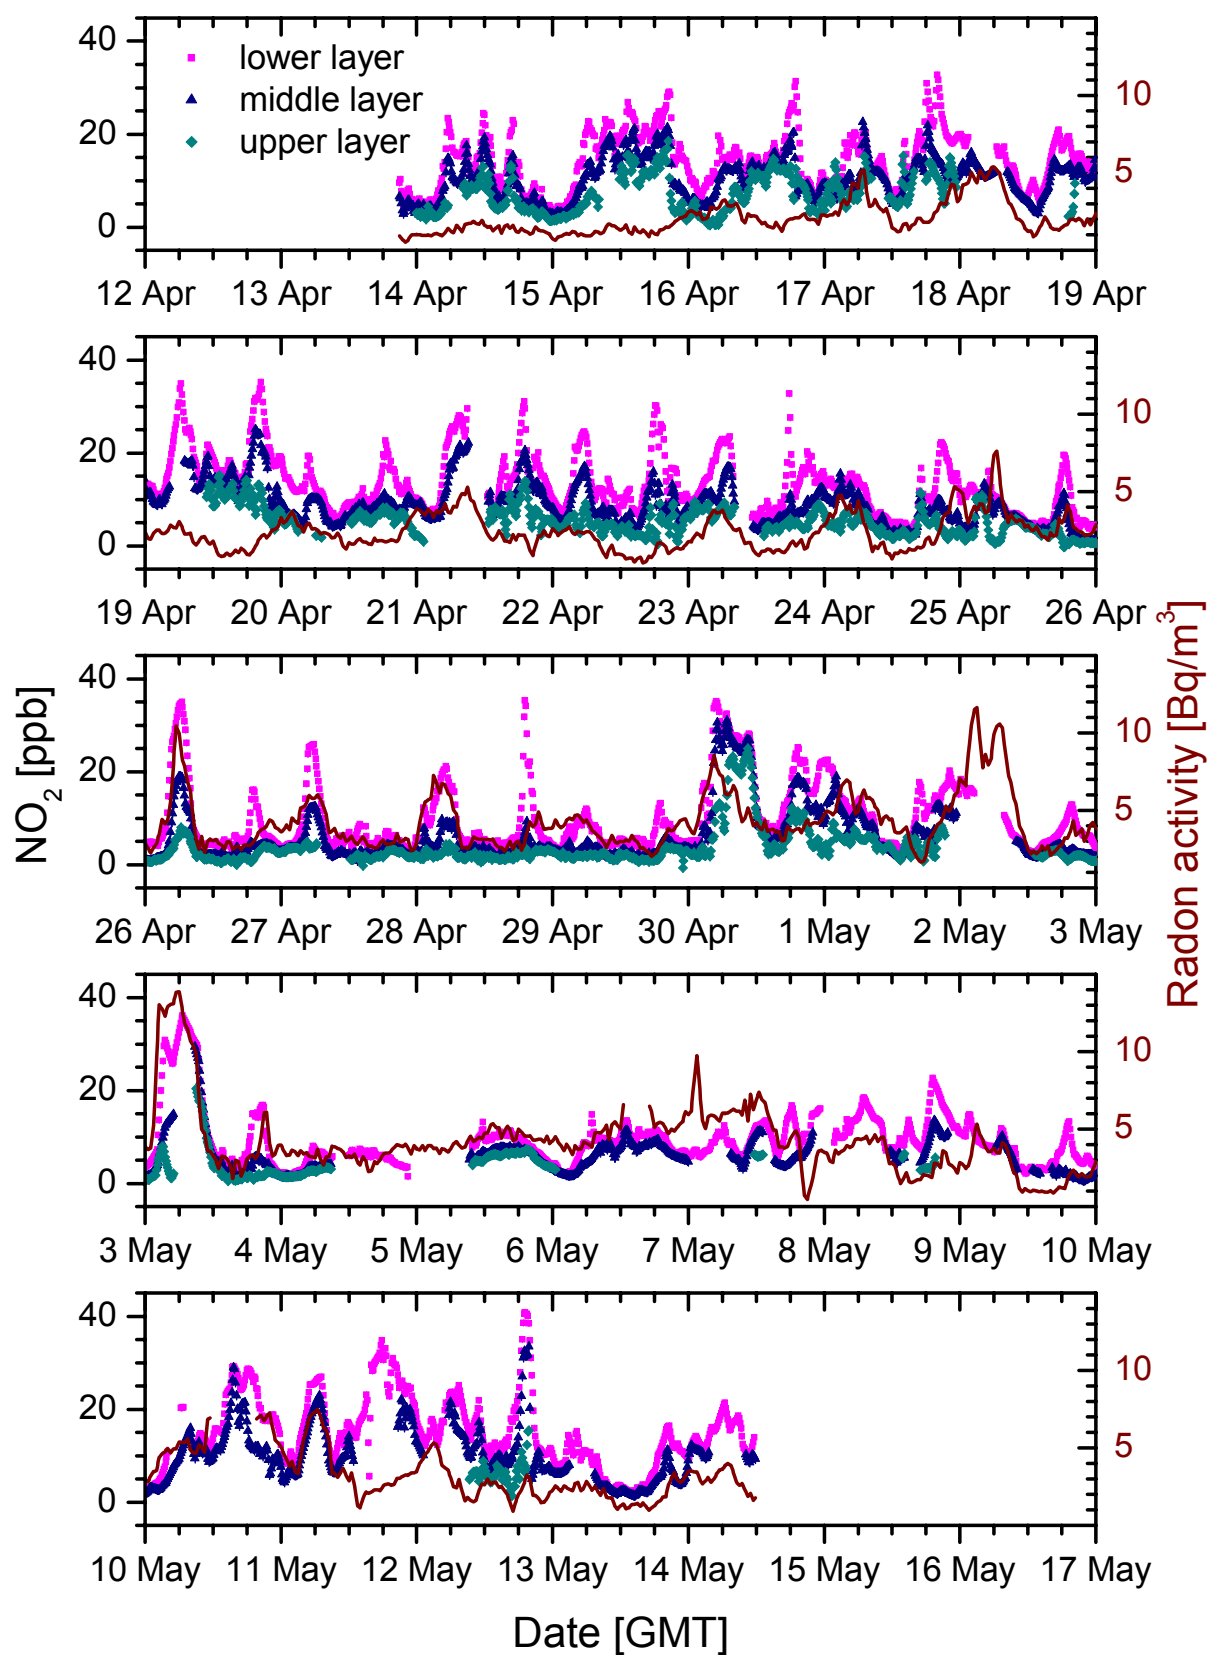 40
20
0
lower layer
middle layer
upper layer
10
5
12 Apr 13 Apr 14 Apr 15 Apr 16 Apr 17 Apr 18 Apr 19 Apr
40
20
0
10
5
19 Apr 20 Apr 21 Apr 22 Apr 23 Apr 24 Apr 25 Apr 26 Apr
NO2 [ppb]
Radon activity [Bq/m3]
40
20
0
10
5
26 Apr 27 Apr 28 Apr 29 Apr 30 Apr 1 May 2 May 3 May
40
20
0
10
5
3 May 4 May 5 May 6 May 7 May 8 May 9 May 10 May
40
20
0
10
5
10 May 11 May 12 May 13 May 14 May 15 May 16 May 17 May
Date [GMT]